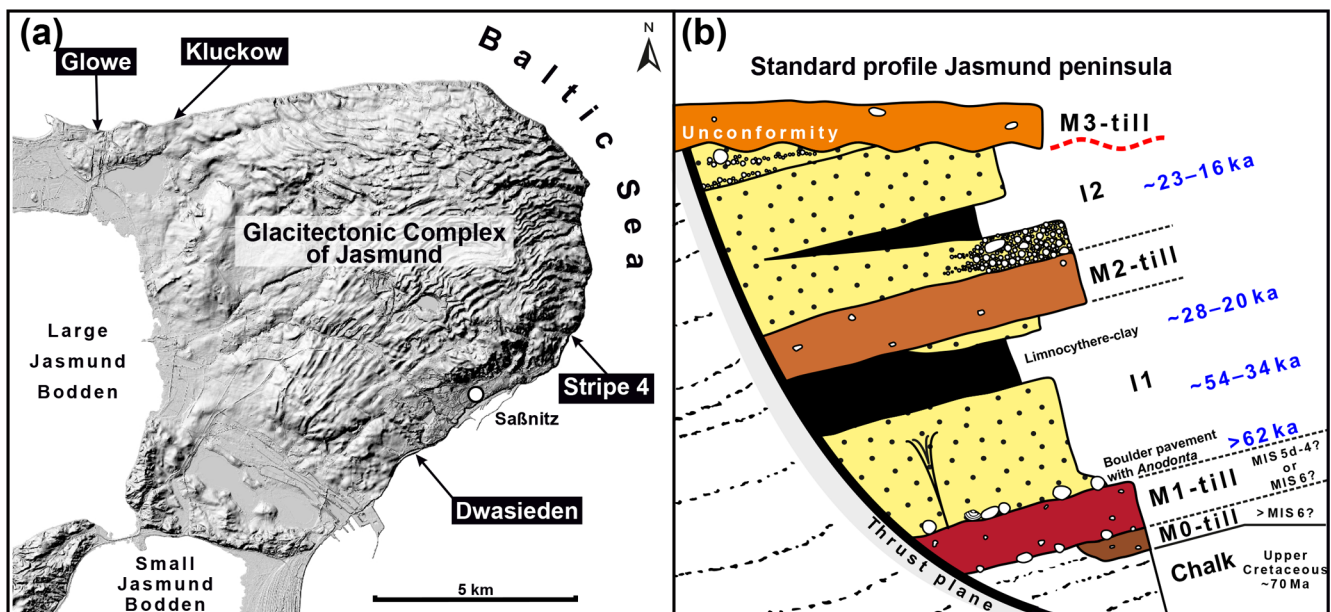 (a)
Glowe
Kluckow
Baltic Sea
N
Glacitectonic Complex
of Jasmund
Large
Jasmund
Bodden
Stripe 4
Saßnitz
Dwasieden
Small
Jasmund
Bodden
5 km
(b)
Standard profile Jasmund peninsula
Unconformity
M3-till
~23–16 ka
I2
M2-till
~28–20 ka
Limnocythere-clay
I1
~54–34 ka
>62 ka
Boulder pavement
with Anodonta
M1-till
MIS 5d-4?
or
MIS 6?
M0-till
> MIS 6?
Chalk
Upper
Cretaceous
~70 Ma
Thrust plane